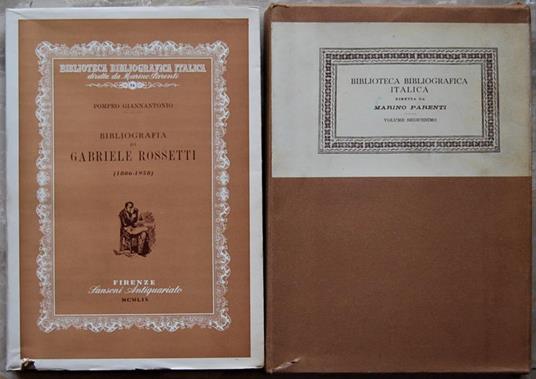 BIBLIOTECA BIBLIOGRAFICA ITALICA
diretta da Marino Parenti
POMPEO GIANNANTONIO
BIBLIOGRAFIA
DI
GABRIELE ROSSETTI
(1806-1958)
FIRENZE
Sansoni Antiquariato
MCMLIX
BIBLIOTECA BIBLIOGRAFICA
ITALICA
DIRETTA DA
MARINO PARENTI
VOLUME SEDICESIMO